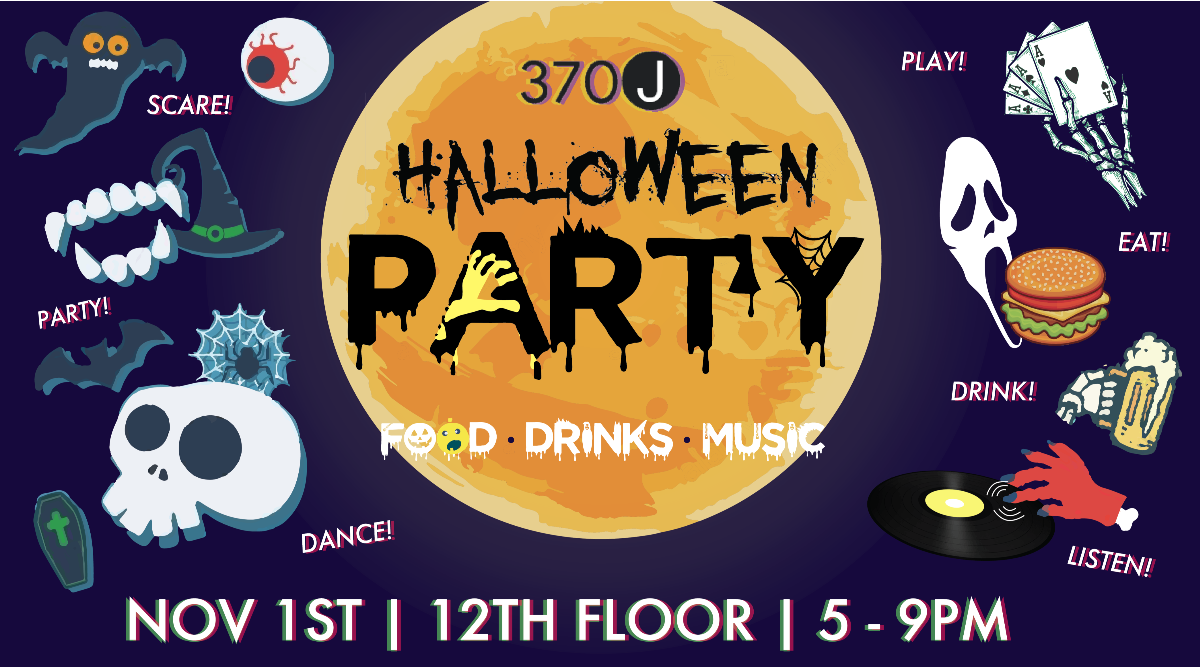 370J
HALLOWEEN
PARTY
FOOD · DRINKS · MUSIC
SCARE!
PARTY!
DANCE!
PLAY!
A
A
A
A
EAT!
DRINK!
LISTEN!
NOV 1ST | 12TH FLOOR | 5 - 9PM